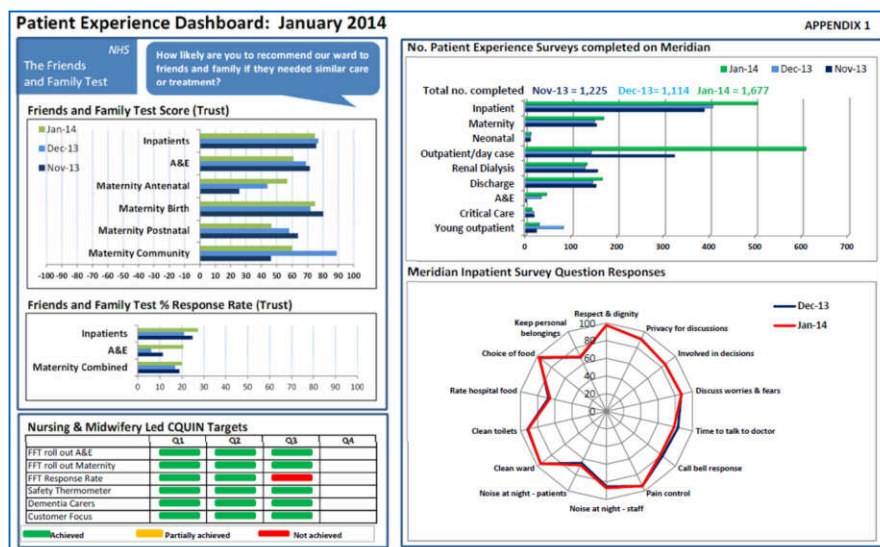 Patient Experience Dashboard: January 2014
APPENDIX 1
NHS
The Friends
and Family Test
How likely are you to recommend our ward to
friends and family if they needed similar care
or treatment?
Friends and Family Test Score (Trust)
Jan-14
Dec-13
Nov-13
Inpatients
A&E
Maternity Antenatal
Maternity Birth
Maternity Postnatal
Maternity Community
-100 -90 -80 -70 -60 -50 -40 -30 -20 -10 0 10 20 30 40 50 60 70 80 90 100
Friends and Family Test % Response Rate (Trust)
Inpatients
A&E
Maternity Combined
0 10 20 30 40 50 60 70 80 90 100
Nursing & Midwifery Led CQUIN Targets
Q1 Q2 Q3 Q4
FFT roll out A&E
FFT roll out Maternity
FFT Response Rate
Safety Thermometer
Dementia Carers
Customer Focus
Achieved Partially achieved Not achieved
No. Patient Experience Surveys completed on Meridian
Jan-14 Dec-13 Nov-13
Total no. completed Nov-13 = 1,225 Dec-13= 1,114 Jan-14 = 1,677
Inpatient
Maternity
Neonatal
Outpatient/day case
Renal Dialysis
Discharge
A&E
Critical Care
Young outpatient
0 100 200 300 400 500 600 700
Meridian Inpatient Survey Question Responses
Dec-13
Jan-14
Respect & dignity
Privacy for discussions
Involved in decisions
Discuss worries & fears
Time to talk to doctor
Call bell response
Pain control
Noise at night - staff
Noise at night - patients
Clean ward
Clean toilets
Rate hospital food
Choice of food
Keep personal
belongings
100
80
60
40
20
0